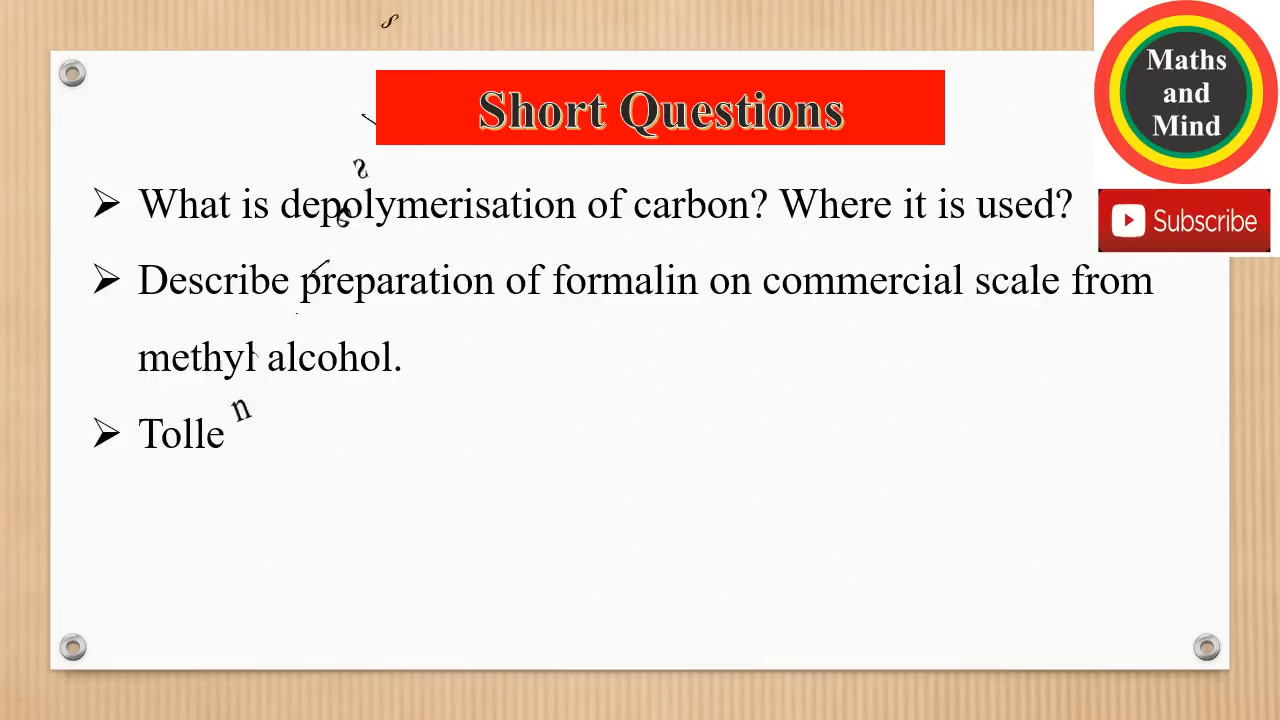 Short Questions
Maths
and
Mind
Subscribe
➢ What is depolymerisation of carbon? Where it is used?
➢ Describe preparation of formalin on commercial scale from
methyl alcohol.
➢ Tolle n